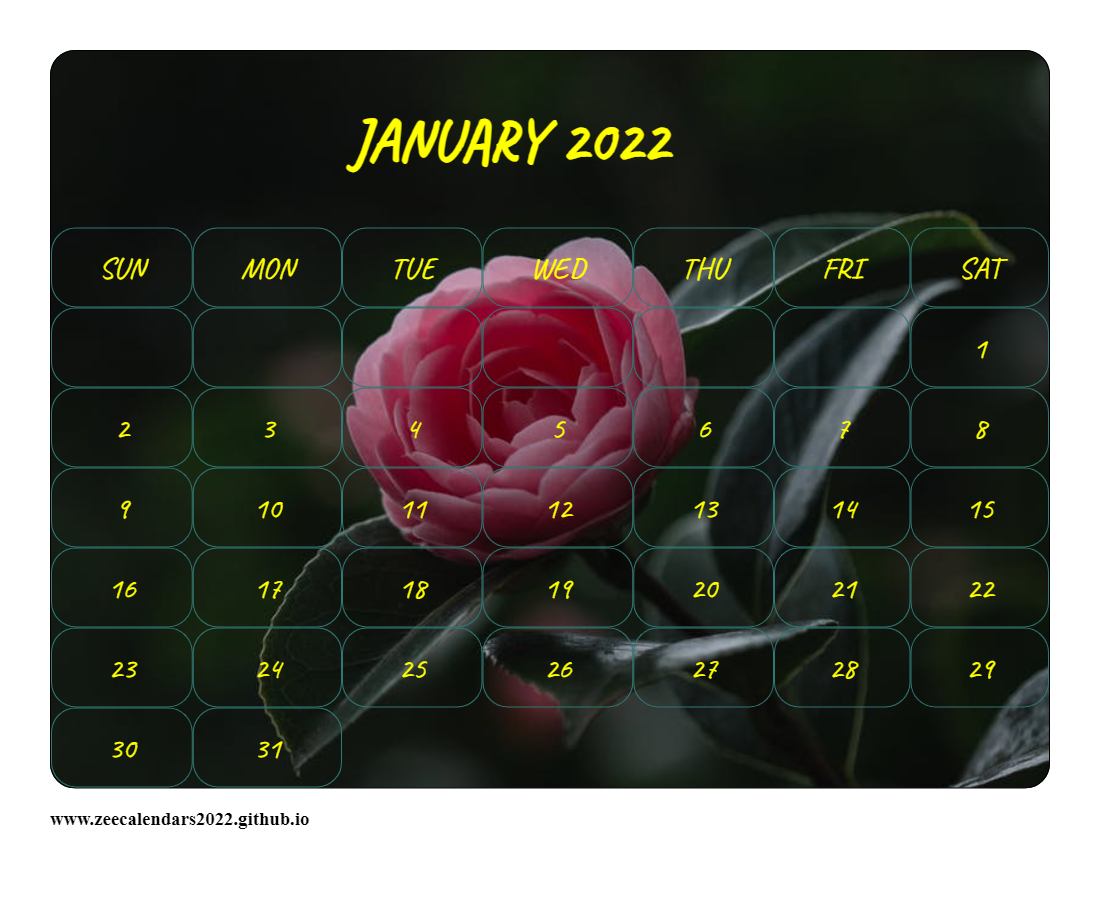 JANUARY 2022
SUN MON TUE WED THU FRI SAT
1
2 3 4 5 6 7 8
9 10 11 12 13 14 15
16 17 18 19 20 21 22
23 24 25 26 27 28 29
30 31
www.zeecalendars2022.github.io